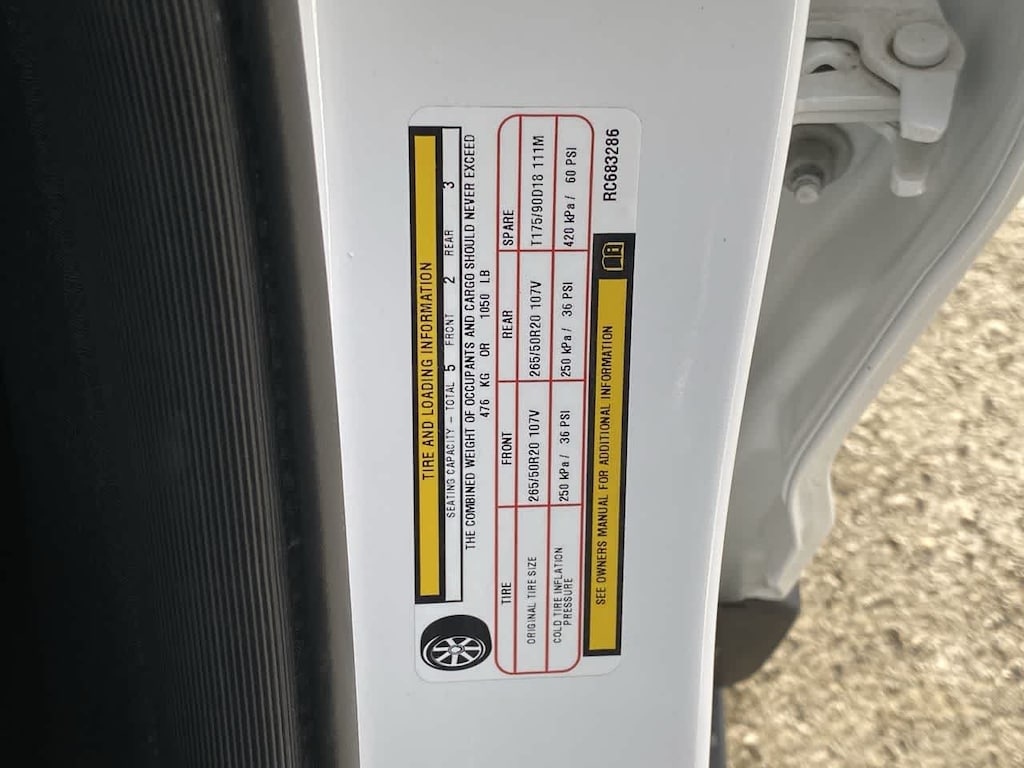 TIRE AND LOADING INFORMATION
SEATING CAPACITY – TOTAL 5 FRONT 2 REAR 3
THE COMBINED WEIGHT OF OCCUPANTS AND CARGO SHOULD NEVER EXCEED
476 KG OR 1050 LB
TIRE FRONT REAR SPARE
ORIGINAL TIRE SIZE 265/50R20 107V 265/50R20 107V T175/90D18 111M
COLD TIRE INFLATION PRESSURE 250 kPa / 36 PSI 250 kPa / 36 PSI 420 kPa / 60 PSI
SEE OWNERS MANUAL FOR ADDITIONAL INFORMATION
RC683286